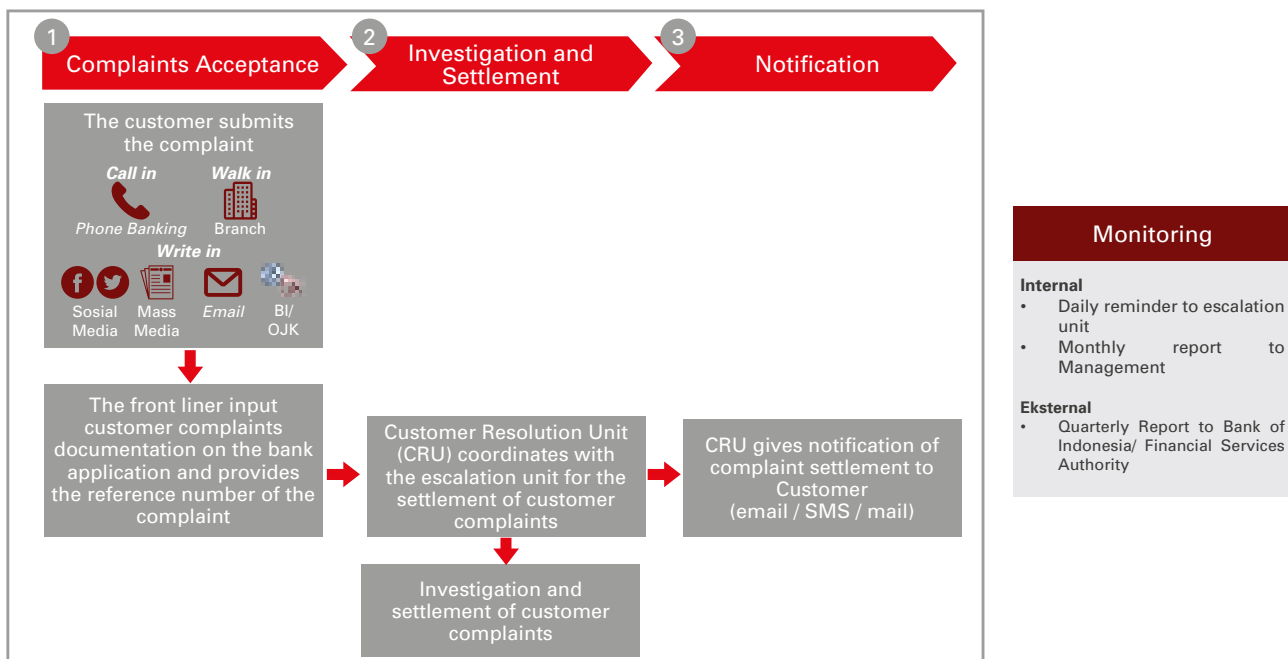 1
Complaints Acceptance
2
Investigation and
Settlement
3
Notification
The customer submits
the complaint
Call in
Walk in
Phone Banking
Branch
Write in
Sosial
Media
Mass
Media
Email
BI/
OJK
The front liner input
customer complaints
documentation on the bank
application and provides
the reference number of the
complaint
Customer Resolution Unit
(CRU) coordinates with
the escalation unit for the
settlement of customer
complaints
CRU gives notification of
complaint settlement to
Customer
(email / SMS / mail)
Investigation and
settlement of customer
complaints
Monitoring
Internal
• Daily reminder to escalation
unit
• Monthly report to
Management
Eksternal
• Quarterly Report to Bank of
Indonesia/ Financial Services
Authority